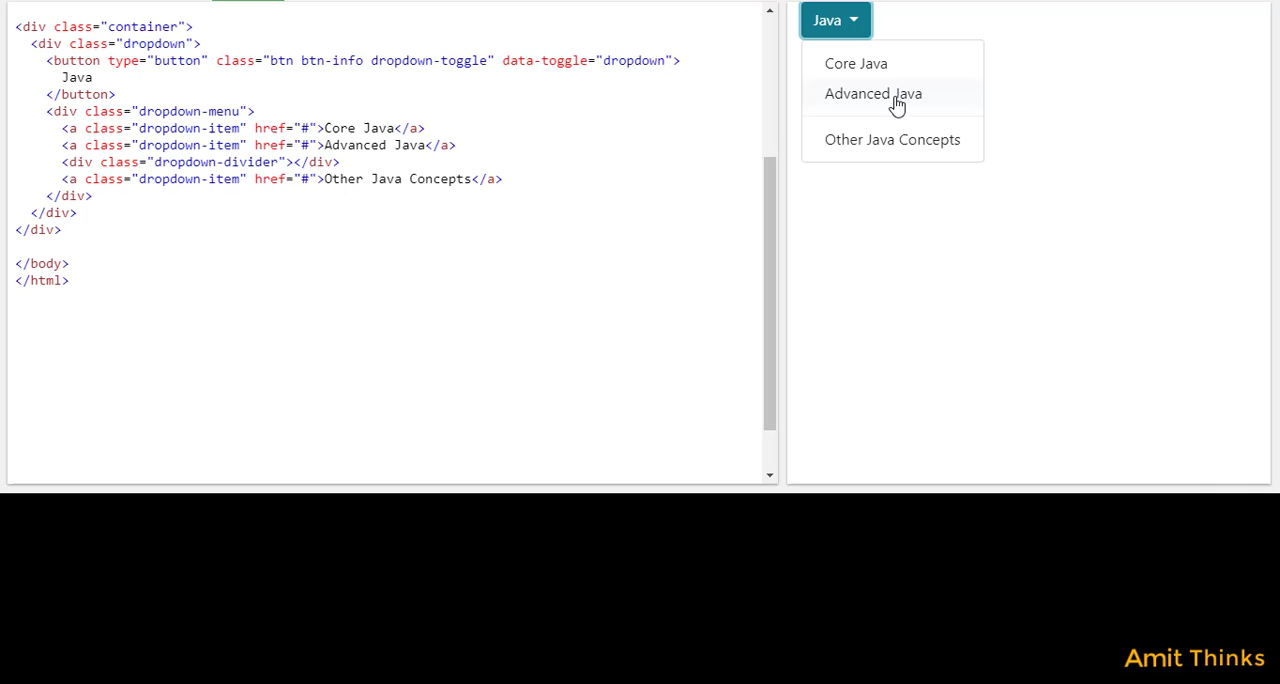 <div class="container">
<div class="dropdown">
<button type="button" class="btn btn-info dropdown-toggle" data-toggle="dropdown">
Java
</button>
<div class="dropdown-menu">
<a class="dropdown-item" href="#">Core Java</a>
<a class="dropdown-item" href="#">Advanced Java</a>
<div class="dropdown-divider"></div>
<a class="dropdown-item" href="#">Other Java Concepts</a>
</div>
</div>
</div>
</body>
</html>
Java
Core Java
Advanced Java
Other Java Concepts
Amit Thinks